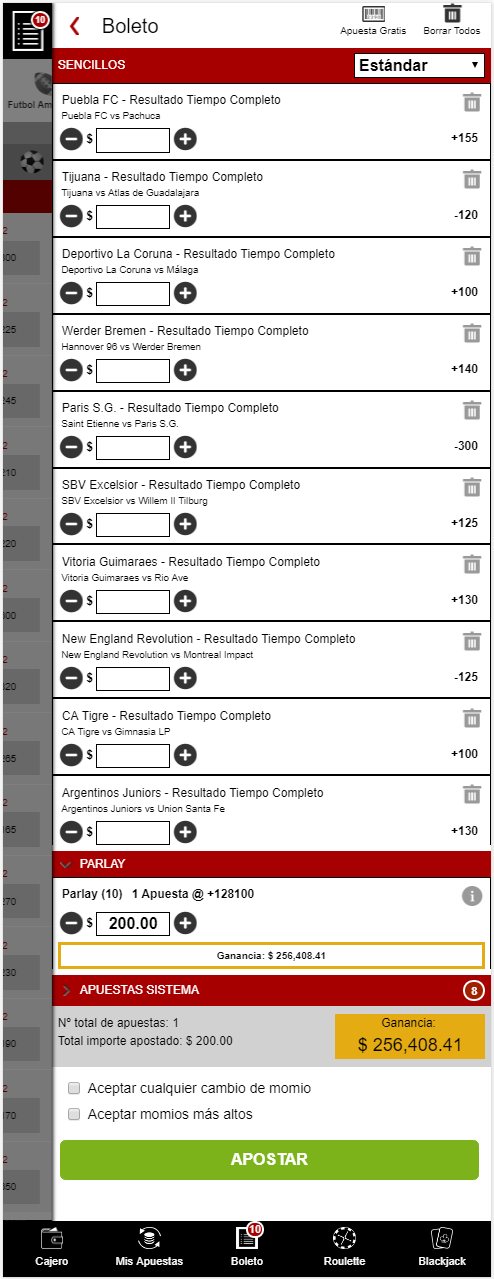 10
Boleto
Apuesta Gratis
Borrar Todos
SENCILLOS
Estándar
Futbol Am
Puebla FC - Resultado Tiempo Completo
Puebla FC vs Pachuca
$
+155
Tijuana - Resultado Tiempo Completo
Tijuana vs Atlas de Guadalajara
$
-120
Deportivo La Coruna - Resultado Tiempo Completo
Deportivo La Coruna vs Málaga
$
+100
Werder Bremen - Resultado Tiempo Completo
Hannover 96 vs Werder Bremen
$
+140
Paris S.G. - Resultado Tiempo Completo
Saint Etienne vs Paris S.G.
$
-300
SBV Excelsior - Resultado Tiempo Completo
SBV Excelsior vs Willem II Tilburg
$
+125
Vitoria Guimaraes - Resultado Tiempo Completo
Vitoria Guimaraes vs Rio Ave
$
+130
New England Revolution - Resultado Tiempo Completo
New England Revolution vs Montreal Impact
$
-125
CA Tigre - Resultado Tiempo Completo
CA Tigre vs Gimnasia LP
$
+100
Argentinos Juniors - Resultado Tiempo Completo
Argentinos Juniors vs Union Santa Fe
$
+130
PARLAY
Parlay (10) 1 Apuesta @ +128100
$ 200.00
Ganancia: $ 256,408.41
APUESTAS SISTEMA
8
Nº total de apuestas: 1
Total importe apostado: $ 200.00
Ganancia:
$ 256,408.41
Aceptar cualquier cambio de momio
Aceptar momios más altos
APOSTAR
10
Cajero
Mis Apuestas
Boleto
Roulette
Blackjack